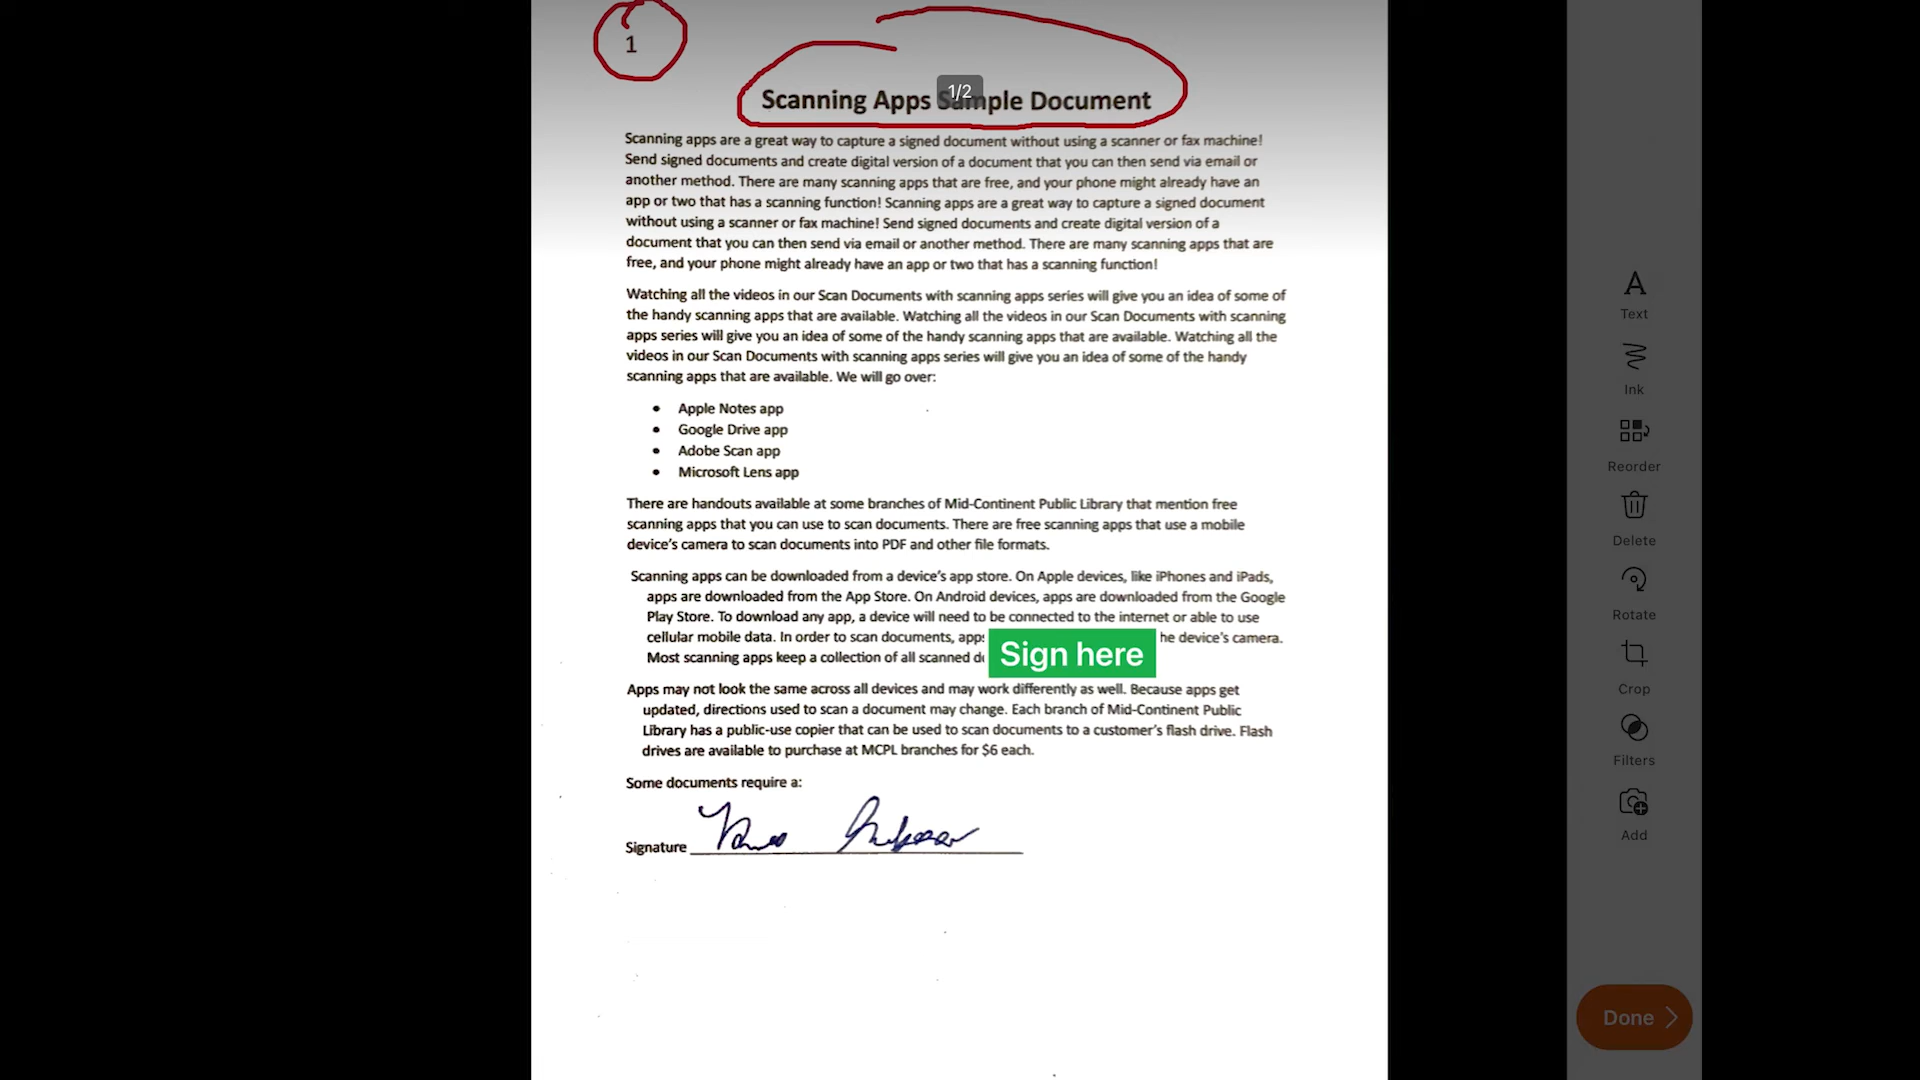 1
1/2
Scanning Apps Sample Document
Scanning apps are a great way to capture a signed document without using a scanner or fax machine!
Send signed documents and create digital version of a document that you can then send via email or
another method. There are many scanning apps that are free, and your phone might already have an
app or two that has a scanning function! Scanning apps are a great way to capture a signed document
without using a scanner or fax machine! Send signed documents and create digital version of a
document that you can then send via email or another method. There are many scanning apps that are
free, and your phone might already have an app or two that has a scanning function!
Watching all the videos in our Scan Documents with scanning apps series will give you an idea of some of
the handy scanning apps that are available. Watching all the videos in our Scan Documents with scanning
apps series will give you an idea of some of the handy scanning apps that are available. Watching all the
videos in our Scan Documents with scanning apps series will give you an idea of some of the handy
scanning apps that are available. We will go over:
• Apple Notes app
• Google Drive app
• Adobe Scan app
• Microsoft Lens app
There are handouts available at some branches of Mid-Continent Public Library that mention free
scanning apps that you can use to scan documents. There are free scanning apps that use a mobile
device's camera to scan documents into PDF and other file formats.
Scanning apps can be downloaded from a device's app store. On Apple devices, like iPhones and iPads,
apps are downloaded from the App Store. On Android devices, apps are downloaded from the Google
Play Store. To download any app, a device will need to be connected to the internet or able to use
cellular mobile data. In order to scan documents, apps he device's camera.
Most scanning apps keep a collection of all scanned
Sign here
Apps may not look the same across all devices and may work differently as well. Because apps get
updated, directions used to scan a document may change. Each branch of Mid-Continent Public
Library has a public-use copier that can be used to scan documents to a customer's flash drive. Flash
drives are available to purchase at MCPL branches for $6 each.
Some documents require a:
Signature
Text
Ink
Reorder
Delete
Rotate
Crop
Filters
Add
Done